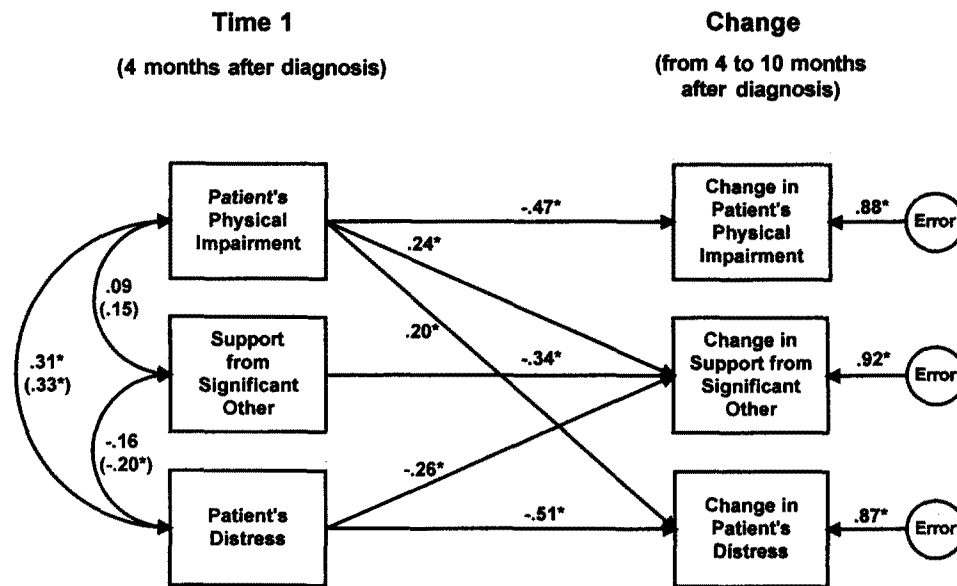 Time 1
(4 months after diagnosis)
Change
(from 4 to 10 months
after diagnosis)
Patient's
Physical
Impairment
-.47*
Change in
Patient's
Physical
Impairment
.88*
Error
.24*
.09
(.15)
.20*
.31*
(.33*)
Support
from
Significant
Other
-.34*
Change in
Support from
Significant
Other
.92*
Error
-.16
(-.20*)
-.26*
Patient's
Distress
-.51*
Change in
Patient's
Distress
.87*
Error